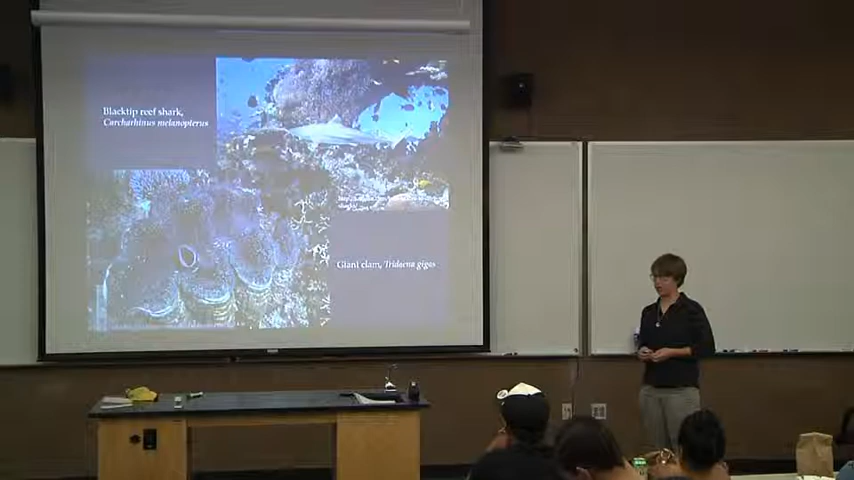 Blacktip reef shark,
Carcharhinus melanopterus
Giant clam, Tridacna gigas